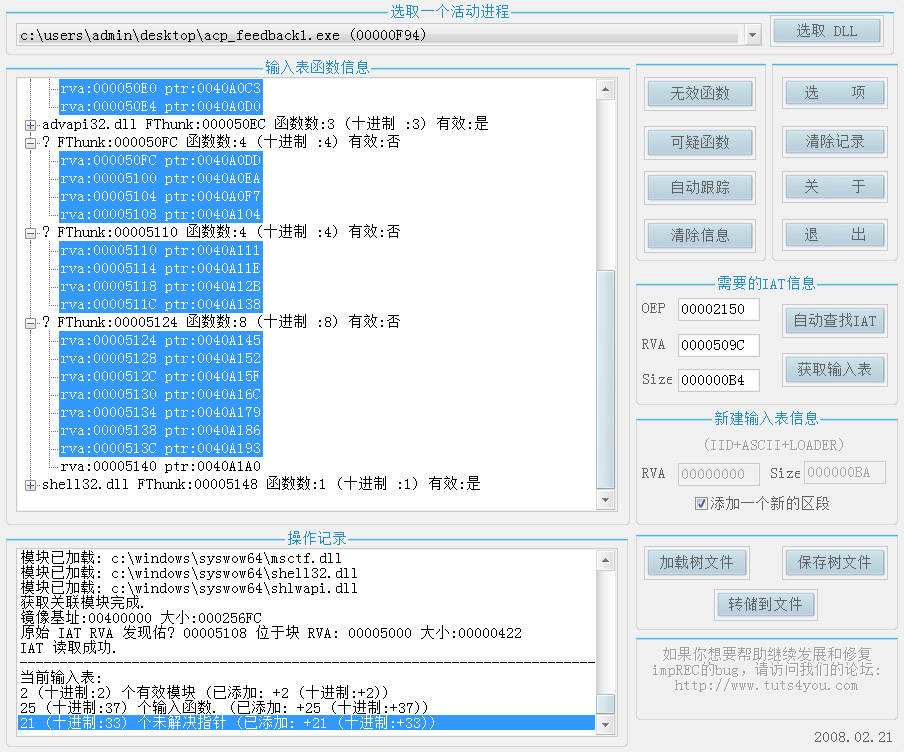 选取一个活动进程
c:\users\admin\desktop\acp_feedback1.exe (00000F94)
选取 DLL
输入表函数信息
rva:000050E0 ptr:0040A0C3
rva:000050E4 ptr:0040A0D0
advapi32.dll FThunk:000050EC 函数数:3 (十进制 :3) 有效:是
? FThunk:000050FC 函数数:4 (十进制 :4) 有效:否
rva:000050FC ptr:0040A0DD
rva:00005100 ptr:0040A0EA
rva:00005104 ptr:0040A0F7
rva:00005108 ptr:0040A104
? FThunk:00005110 函数数:4 (十进制 :4) 有效:否
rva:00005110 ptr:0040A111
rva:00005114 ptr:0040A11E
rva:00005118 ptr:0040A12B
rva:0000511C ptr:0040A138
? FThunk:00005124 函数数:8 (十进制 :8) 有效:否
rva:00005124 ptr:0040A145
rva:00005128 ptr:0040A152
rva:0000512C ptr:0040A15F
rva:00005130 ptr:0040A16C
rva:00005134 ptr:0040A179
rva:00005138 ptr:0040A186
rva:0000513C ptr:0040A193
rva:00005140 ptr:0040A1A0
shell32.dll FThunk:00005148 函数数:1 (十进制 :1) 有效:是
无效函数
可疑函数
自动跟踪
清除信息
选 项
清除记录
关 于
退 出
需要的IAT信息
OEP 00002150
自动查找IAT
RVA 0000509C
获取输入表
Size 000000B4
新建输入表信息
(IID+ASCII+LOADER)
RVA 00000000 Size 000000BA
添加一个新的区段
操作记录
模块已加载: c:\windows\syswow64\msctf.dll
模块已加载: c:\windows\syswow64\shell32.dll
模块已加载: c:\windows\syswow64\shlwapi.dll
获取关联模块完成.
镜像基址:00400000 大小:000256FC
原始 IAT RVA 发现佑? 00005108 位于块 RVA: 00005000 大小:00000422
IAT 读取成功.
当前输入表:
2 (十进制:2) 个有效模块 (已添加: +2 (十进制:+2))
25 (十进制:37) 个输入函数. (已添加: +25 (十进制:+37))
21 (十进制:33) 个未解决指针 (已添加: +21 (十进制:+33))
加载树文件
保存树文件
转储到文件
如果你想要帮助继续发展和修复
impREC的bug, 请访问我们的论坛:
http://www.tuts4you.com
2008.02.21